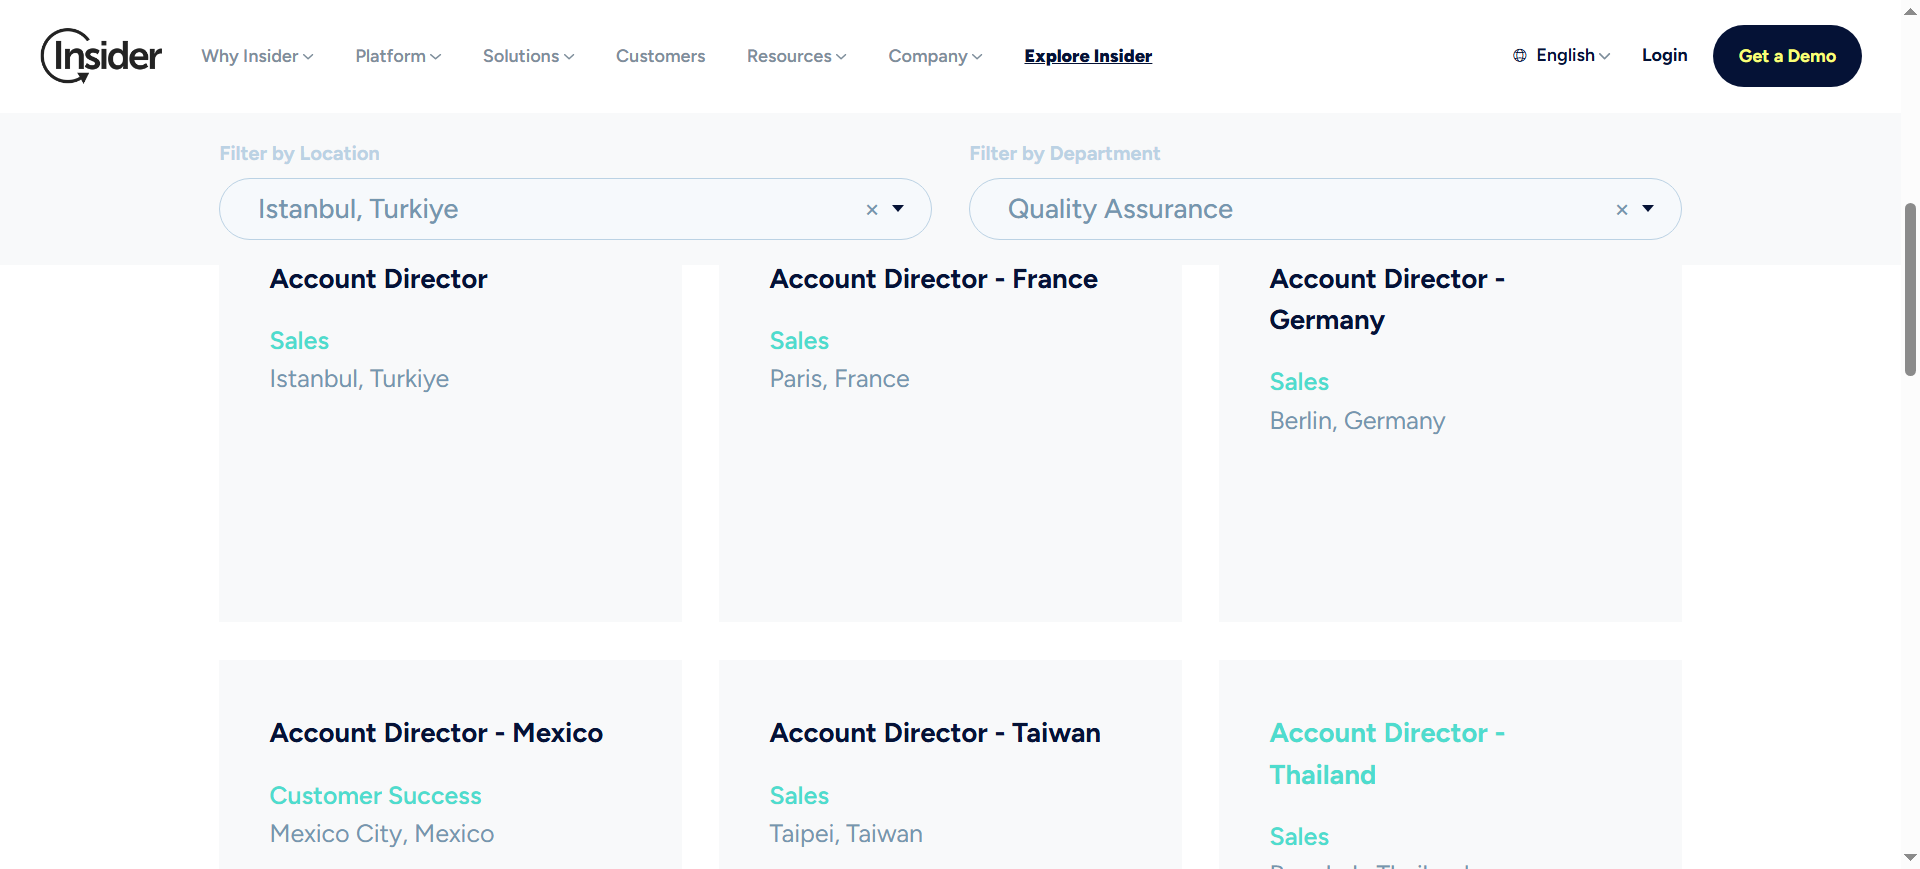 Insider
Why Insider
Platform
Solutions
Customers
Resources
Company
Explore Insider
English
Login
Get a Demo
Filter by Location
Filter by Department
Istanbul, Turkiye
×
Quality Assurance
×
Account Director
Sales
Istanbul, Turkiye
Account Director - France
Sales
Paris, France
Account Director -
Germany
Sales
Berlin, Germany
Account Director - Mexico
Customer Success
Mexico City, Mexico
Account Director - Taiwan
Sales
Taipei, Taiwan
Account Director -
Thailand
Sales